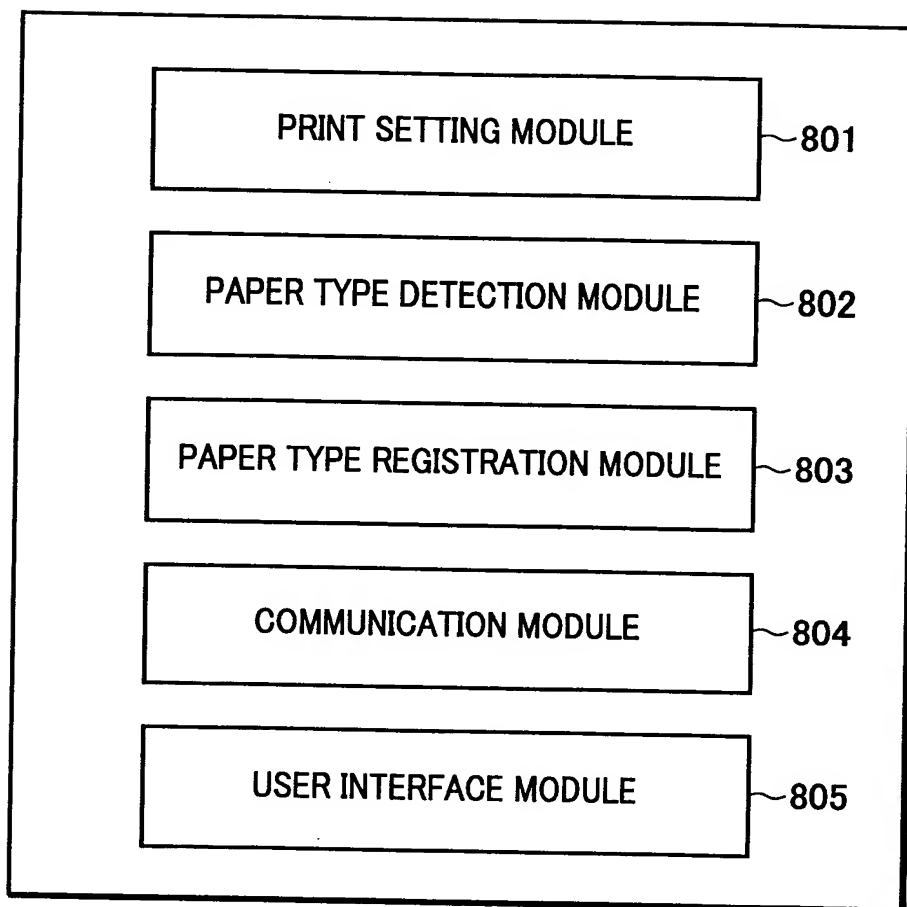 PRINT SETTING MODULE 801
PAPER TYPE DETECTION MODULE 802
PAPER TYPE REGISTRATION MODULE 803
COMMUNICATION MODULE 804
USER INTERFACE MODULE 805